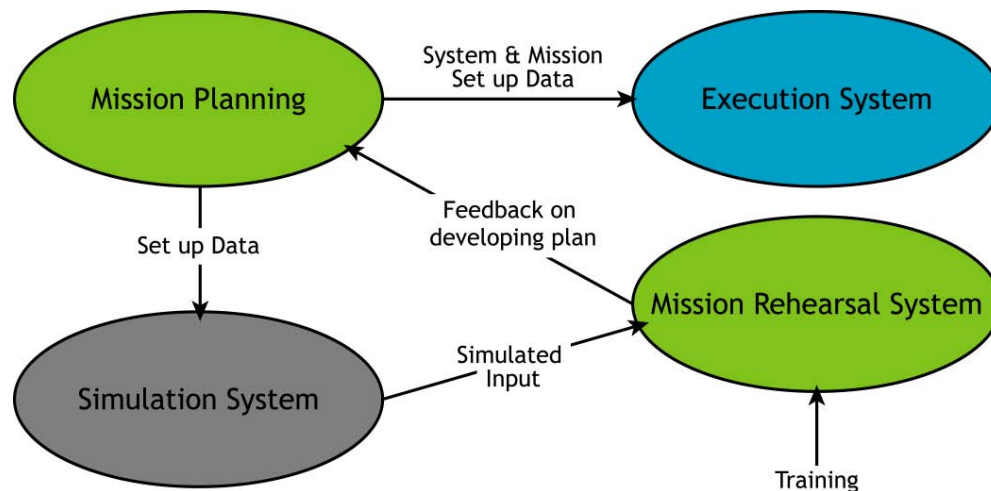 System & Mission
Set up Data
Mission Planning
Execution System
Feedback on
developing plan
Set up Data
Mission Rehearsal System
Simulated
Input
Simulation System
Training